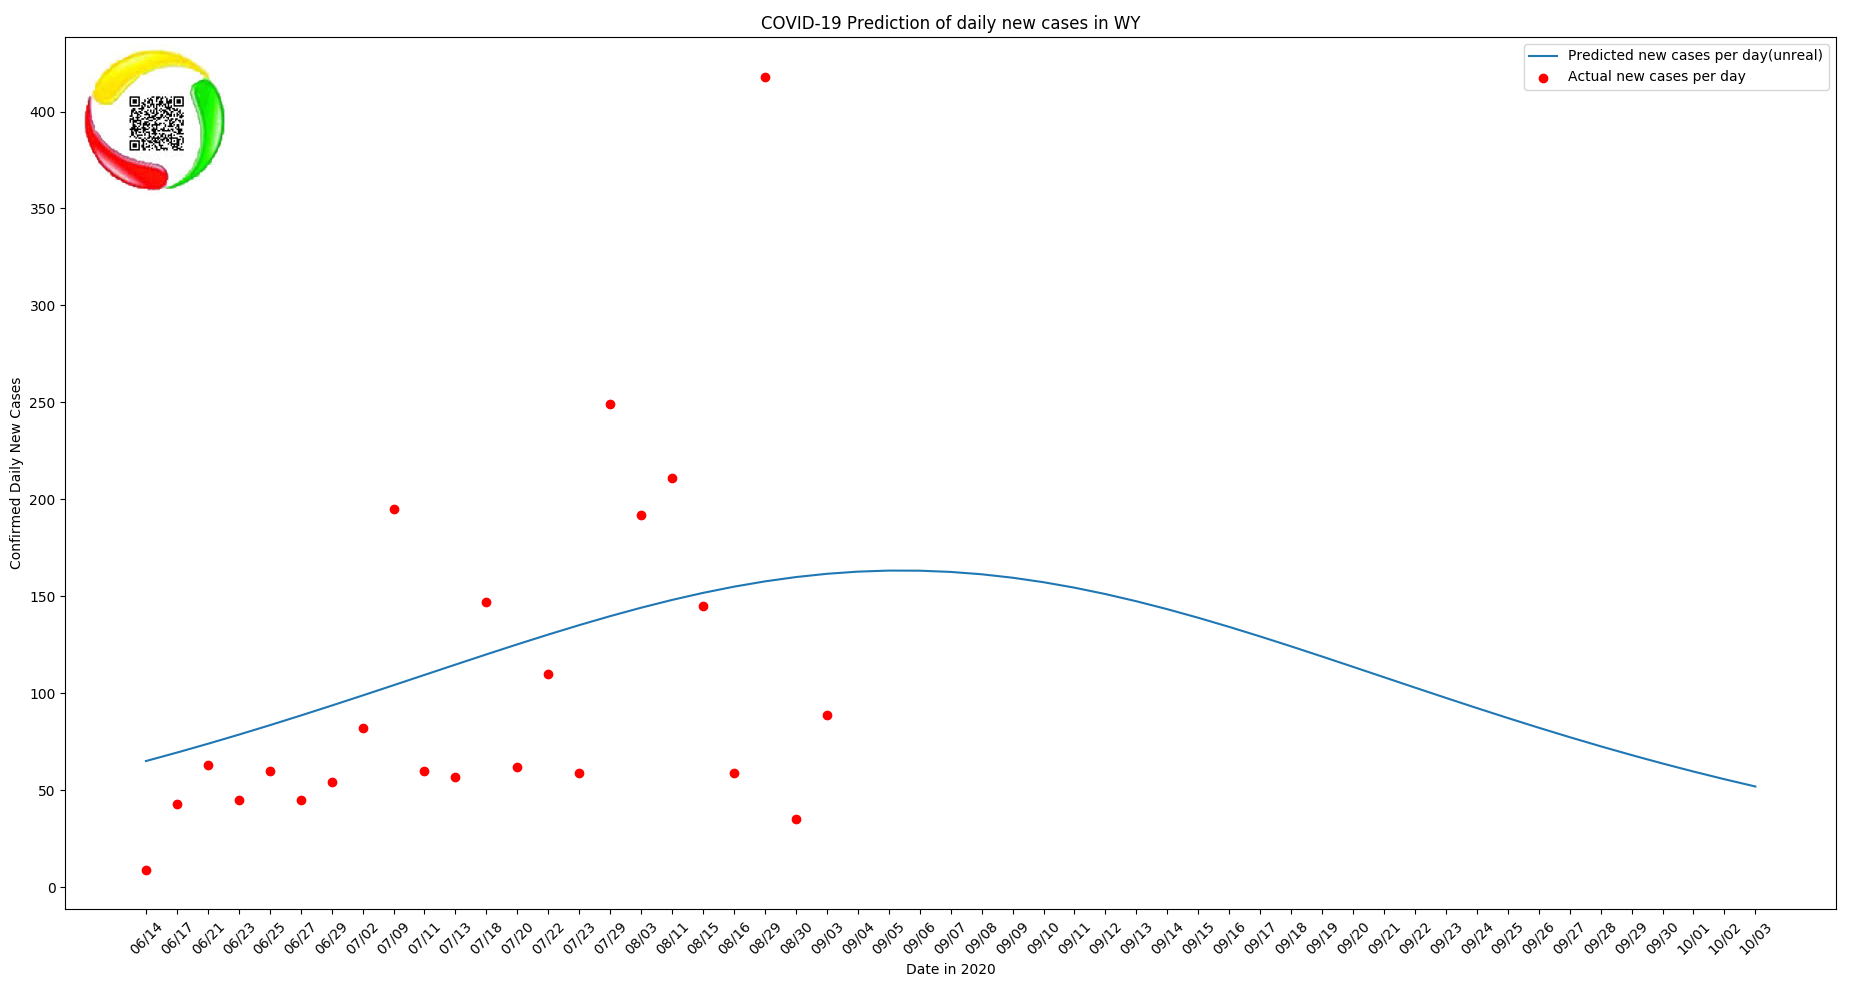 COVID-19 Prediction of daily new cases in WY
Predicted new cases per day(unreal)
Actual new cases per day
Confirmed Daily New Cases
400
350
300
250
200
150
100
50
0
06/14 06/17 06/21 06/23 06/25 06/27 06/29 07/02 07/09 07/11 07/13 07/18 07/20 07/22 07/23 07/29 08/03 08/11 08/15 08/16 08/29 08/30 09/03 09/04 09/05 09/06 09/07 09/08 09/09 09/10 09/11 09/12 09/13 09/14 09/15 09/16 09/17 09/18 09/19 09/20 09/21 09/22 09/23 09/24 09/25 09/26 09/27 09/28 09/29 09/30 10/01 10/02 10/03
Date in 2020